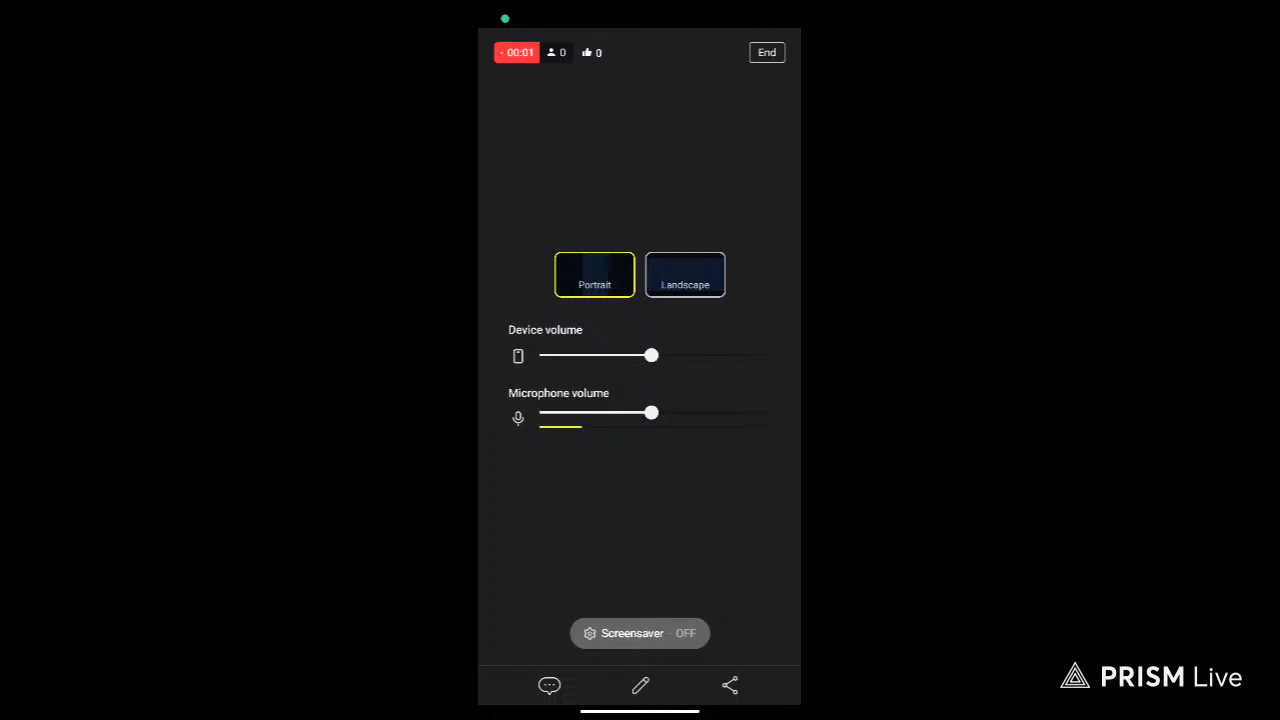 00:01 0 0 End
Portrait Landscape
Device volume
Microphone volume
Screensaver · OFF
PRISM Live